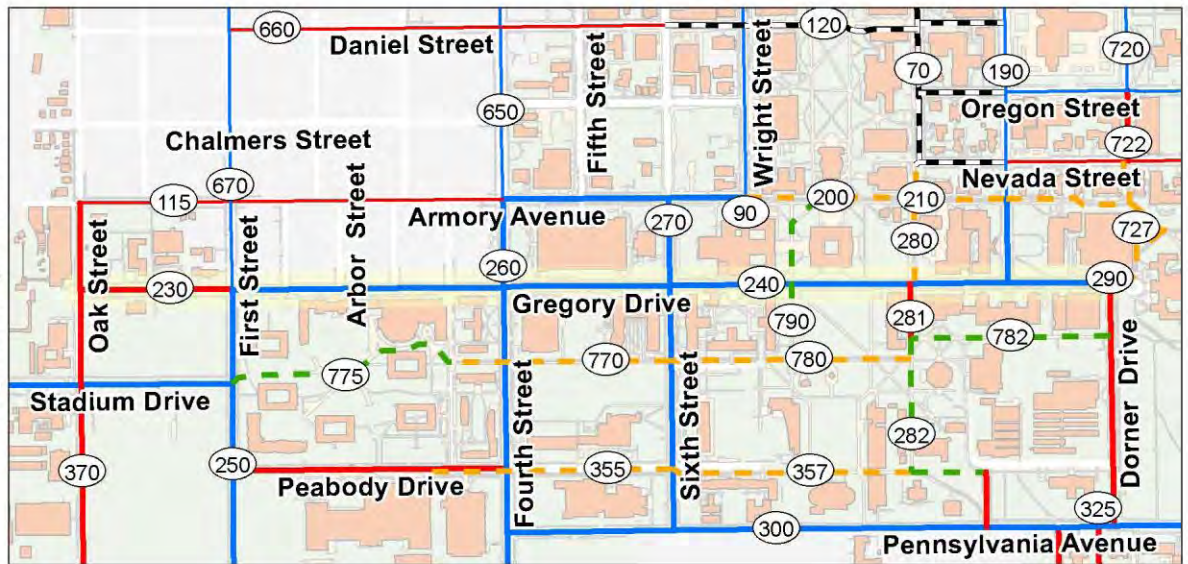 660
Daniel Street
120
70
190
720
650
Fifth Street
Wright Street
Oregon Street
722
Chalmers Street
670
115
Arbor Street
Armory Avenue
270
90
200
210
Nevada Street
727
280
260
Oak Street
230
First Street
240
290
Gregory Drive
790
281
782
775
770
780
Stadium Drive
Fourth Street
Sixth Street
282
Dorner Drive
370
250
Peabody Drive
355
357
300
325
Pennsylvania Avenue